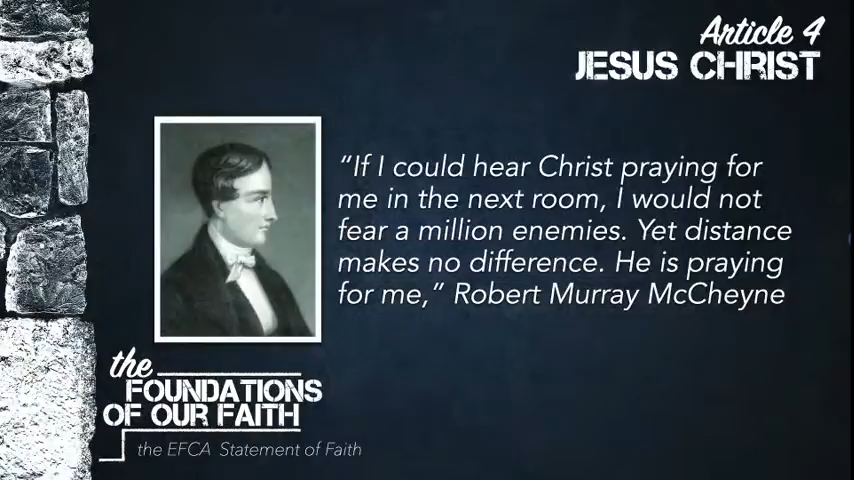 Article 4
JESUS CHRIST
“If I could hear Christ praying for
me in the next room, I would not
fear a million enemies. Yet distance
makes no difference. He is praying
for me,” Robert Murray McCheyne
the
FOUNDATIONS
OF OUR FAITH
the EFCA Statement of Faith